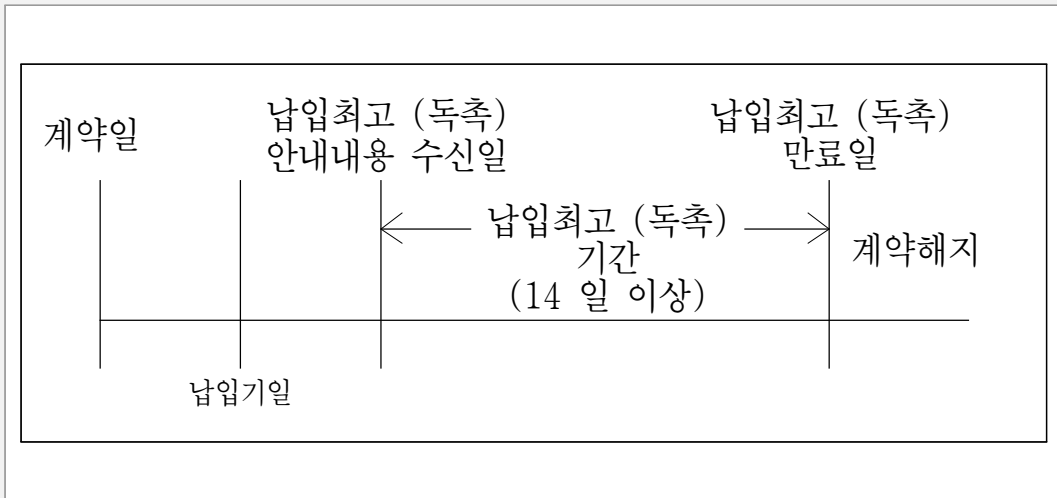 계약일
납입최고 (독촉)
안내내용 수신일
납입최고 (독촉)
만료일
납입최고 (독촉)
기간
(14 일 이상)
계약해지
납입기일